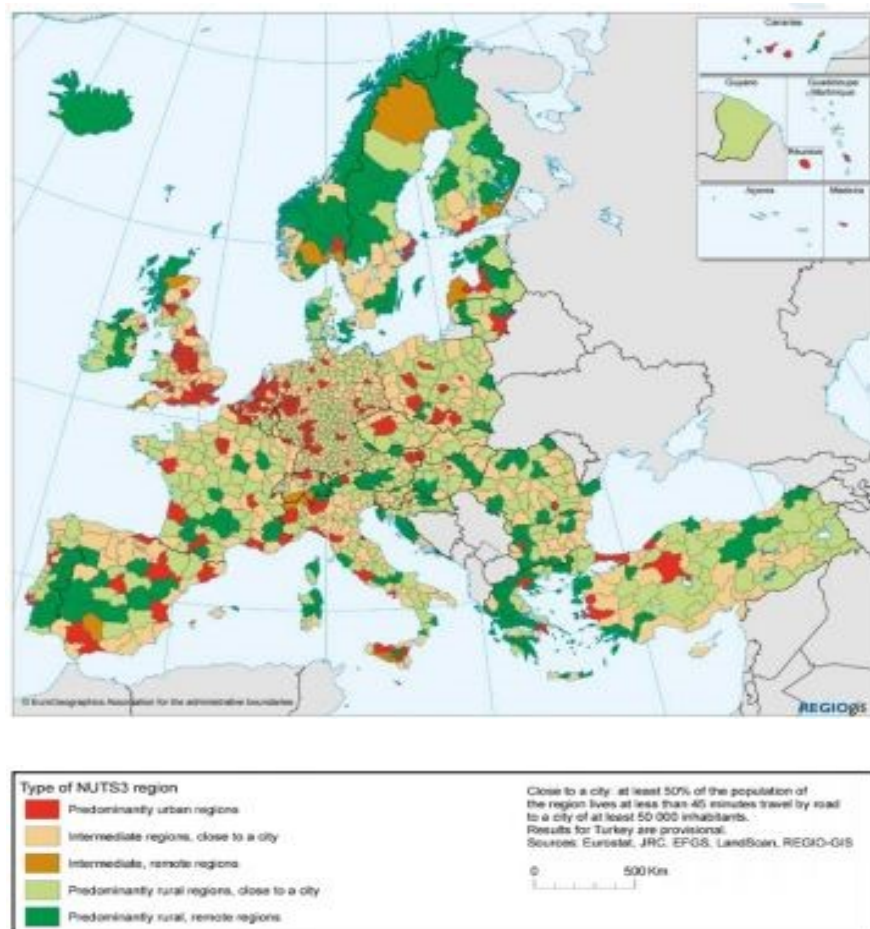 Canarias
Guyane
Guadeloupe
Martinique
Réunion
Açores
Madeira
© EuroGeographics Association for the administrative boundaries
REGIOgis
Type of NUTS3 region
Predominantly urban regions
Intermediate regions, close to a city
Intermediate, remote regions
Predominantly rural regions, close to a city
Predominantly rural, remote regions
Close to a city: at least 50% of the population of
the region lives at less than 45 minutes travel by road
to a city of at least 50 000 inhabitants.
Results for Turkey are provisional.
Sources: Eurostat, JRC, EFGS, LandScan, REGIO-GIS
0 500 Km